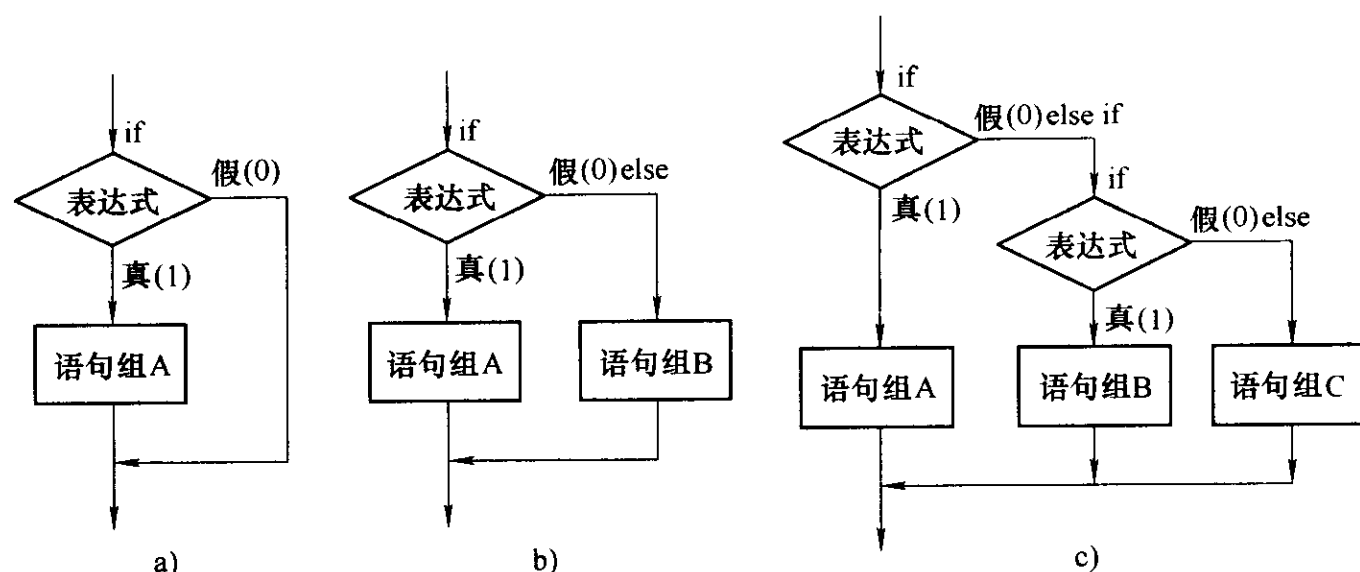 if
假(0)
表达式
真(1)
语句组A
a)
if
假(0)else
表达式
真(1)
语句组A
语句组B
b)
if
假(0)else if
表达式
真(1)
if
假(0)else
表达式
真(1)
语句组A
语句组B
语句组C
c)